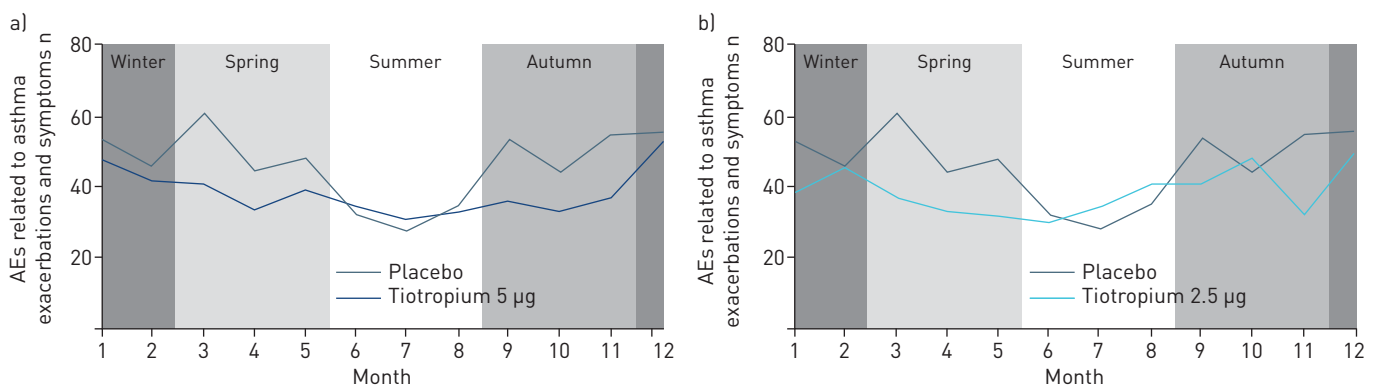 a)
AEs related to asthma
exacerbations and symptoms n
80
60
40
20
0
Winter
Spring
Summer
Autumn
Placebo
Tiotropium 5 µg
1 2 3 4 5 6 7 8 9 10 11 12
Month
b)
AEs related to asthma
exacerbations and symptoms n
80
60
40
20
0
Winter
Spring
Summer
Autumn
Placebo
Tiotropium 2.5 µg
1 2 3 4 5 6 7 8 9 10 11 12
Month